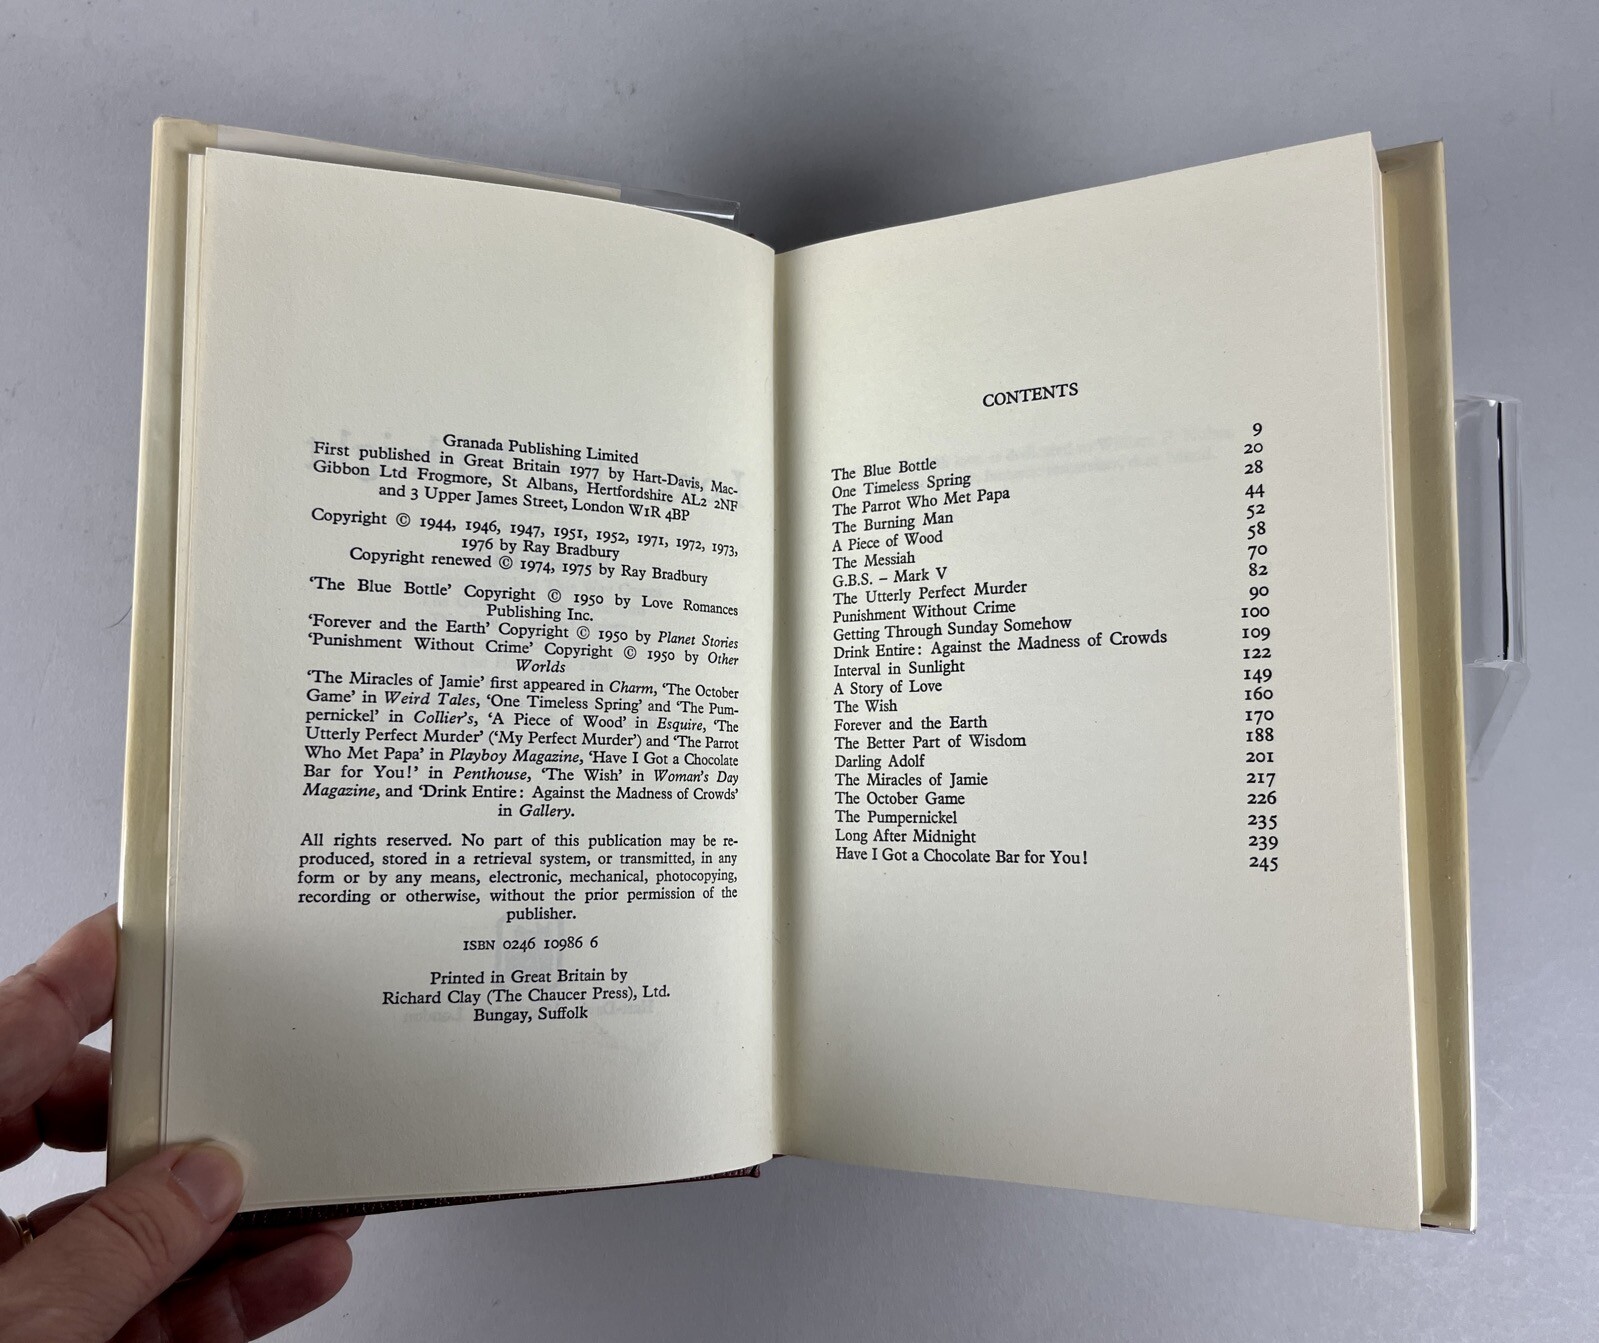 Granada Publishing Limited
First published in Great Britain 1977 by Hart-Davis, Mac-
Gibbon Ltd Frogmore, St Albans, Hertfordshire AL2 2NF
and 3 Upper James Street, London W1R 4BP
Copyright © 1944, 1946, 1947, 1951, 1952, 1971, 1972, 1973,
1976 by Ray Bradbury
Copyright renewed © 1974, 1975 by Ray Bradbury
‘The Blue Bottle’ Copyright © 1950 by Love Romances
Publishing Inc.
‘Forever and the Earth’ Copyright © 1950 by Planet Stories
‘Punishment Without Crime’ Copyright © 1950 by Other
Worlds
‘The Miracles of Jamie’ first appeared in Charm, ‘The October
Game’ in Weird Tales, ‘One Timeless Spring’ and ‘The Pum-
pernickel’ in Collier’s, ‘A Piece of Wood’ in Esquire, ‘The
Utterly Perfect Murder’ (‘My Perfect Murder’) and ‘The Parrot
Who Met Papa’ in Playboy Magazine, ‘Have I Got a Chocolate
Bar for You!’ in Penthouse, ‘The Wish’ in Woman’s Day
Magazine, and ‘Drink Entire: Against the Madness of Crowds’
in Gallery.
All rights reserved. No part of this publication may be re-
produced, stored in a retrieval system, or transmitted, in any
form or by any means, electronic, mechanical, photocopying,
recording or otherwise, without the prior permission of the
publisher.
ISBN 0246 10986 6
Printed in Great Britain by
Richard Clay (The Chaucer Press), Ltd.
Bungay, Suffolk
CONTENTS
The Blue Bottle 9
One Timeless Spring 20
The Parrot Who Met Papa 28
The Burning Man 44
A Piece of Wood 52
The Messiah 58
G.B.S. – Mark V 70
The Utterly Perfect Murder 82
Punishment Without Crime 90
Getting Through Sunday Somehow 100
Drink Entire: Against the Madness of Crowds 109
Interval in Sunlight 122
A Story of Love 149
The Wish 160
Forever and the Earth 170
The Better Part of Wisdom 188
Darling Adolf 201
The Miracles of Jamie 217
The October Game 226
The Pumpernickel 235
Long After Midnight 239
Have I Got a Chocolate Bar for You! 245